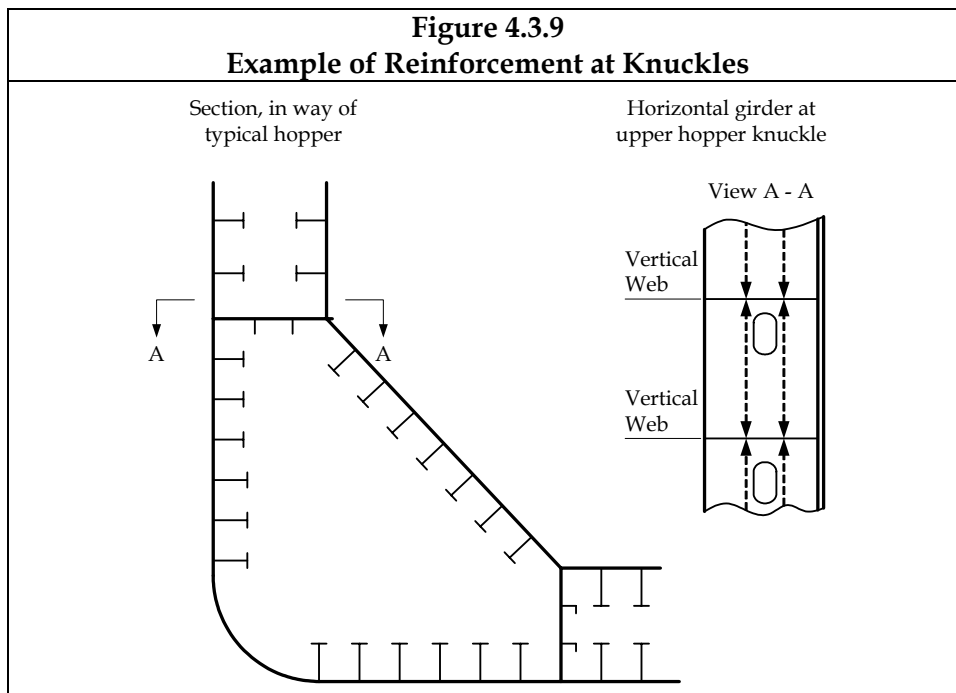 Figure 4.3.9
Example of Reinforcement at Knuckles
Section, in way of
typical hopper
Horizontal girder at
upper hopper knuckle
View A - A
Vertical
Web
A
A
Vertical
Web